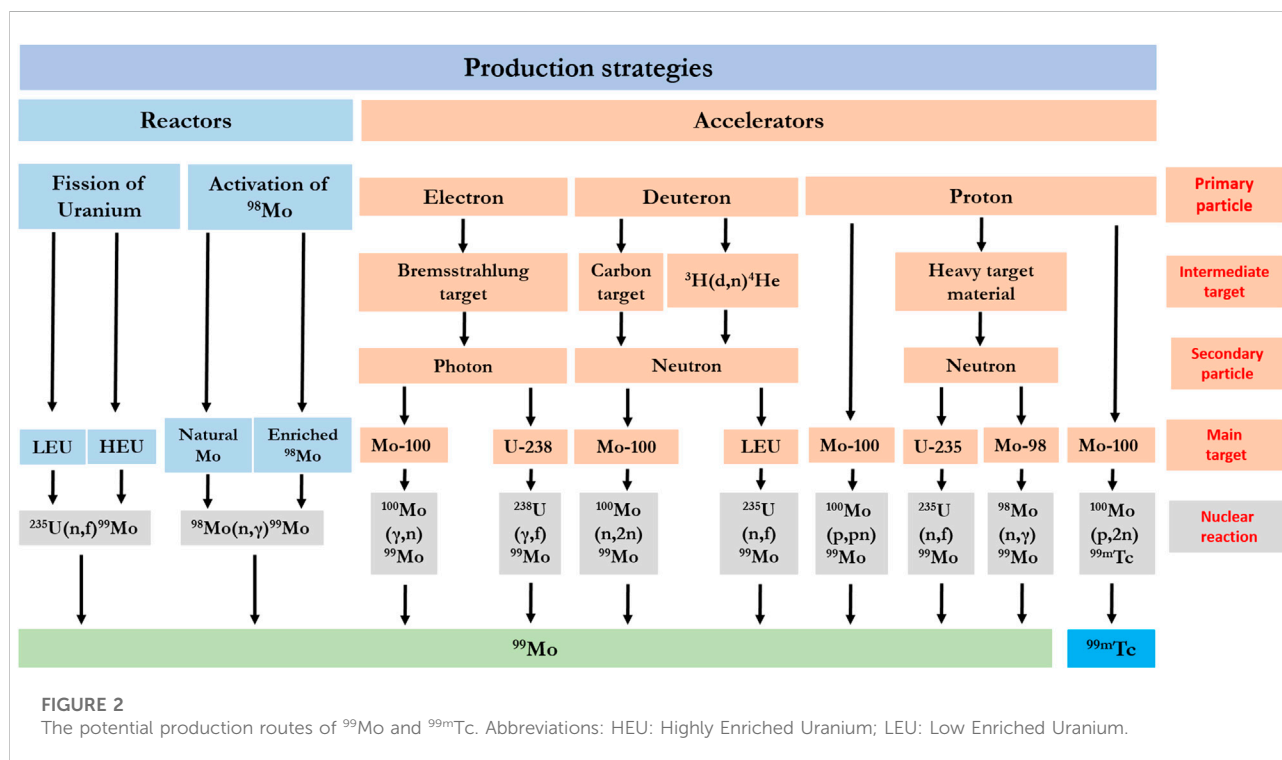 Production strategies
Reactors
Accelerators
Fission of
Uranium
Activation of
⁹⁸Mo
Electron
Deuteron
Proton
Primary
particle
Bremsstrahlung
target
Carbon
target
³H(d,n)⁴He
Heavy target
material
Intermediate
target
Photon
Neutron
Neutron
Secondary
particle
LEU
HEU
Natural
Mo
Enriched
⁹⁸Mo
Mo-100
U-238
Mo-100
LEU
Mo-100
U-235
Mo-98
Mo-100
Main
target
²³⁵U(n,f)⁹⁹Mo
⁹⁸Mo(n,γ)⁹⁹Mo
¹⁰⁰Mo
(γ,n)
⁹⁹Mo
²³⁸U
(γ,f)
⁹⁹Mo
¹⁰⁰Mo
(n,2n)
⁹⁹Mo
²³⁵U
(n,f)
⁹⁹Mo
¹⁰⁰Mo
(p,pn)
⁹⁹Mo
²³⁵U
(n,f)
⁹⁹Mo
⁹⁸Mo
(n,γ)
⁹⁹Mo
¹⁰⁰Mo
(p,2n)
⁹⁹ᵐTc
Nuclear
reaction
⁹⁹Mo
⁹⁹ᵐTc
FIGURE 2
The potential production routes of ⁹⁹Mo and ⁹⁹ᵐTc. Abbreviations: HEU: Highly Enriched Uranium; LEU: Low Enriched Uranium.